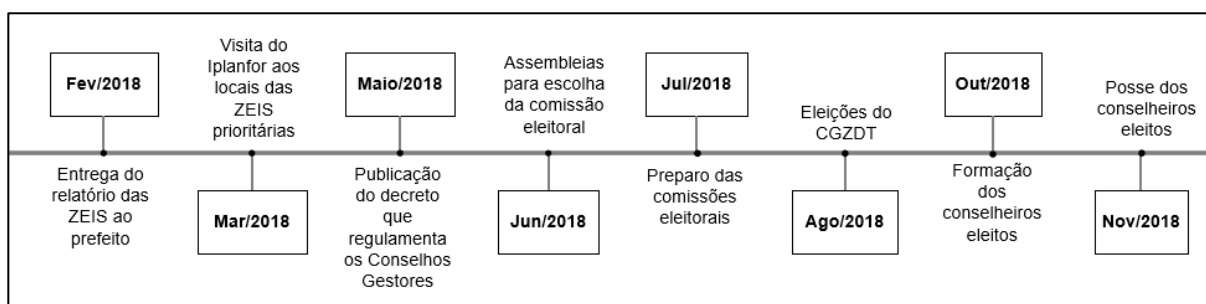 Fev/2018
Entrega do
relatório das
ZEIS ao
prefeito
Visita do
Iplanfor aos
locais das
ZEIS
prioritárias
Mar/2018
Maio/2018
Publicação
do decreto
que
regulamenta
os Conselhos
Gestores
Assembleias
para escolha
da comissão
eleitoral
Jun/2018
Jul/2018
Preparo das
comissões
eleitorais
Eleições do
CGZDT
Ago/2018
Out/2018
Formação
dos
conselheiros
eleitos
Posse dos
conselheiros
eleitos
Nov/2018